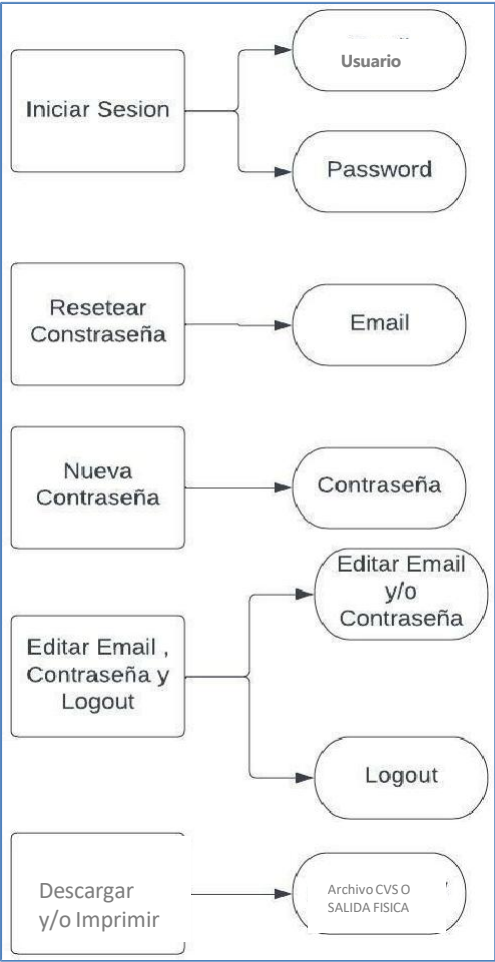 Usuario
Iniciar Sesion
Password
Resetear
Constraseña
Email
Nueva
Contraseña
Contraseña
Editar Email
y/o
Contraseña
Editar Email ,
Contraseña y
Logout
Logout
Descargar
y/o Imprimir
Archivo CVS O
SALIDA FISICA